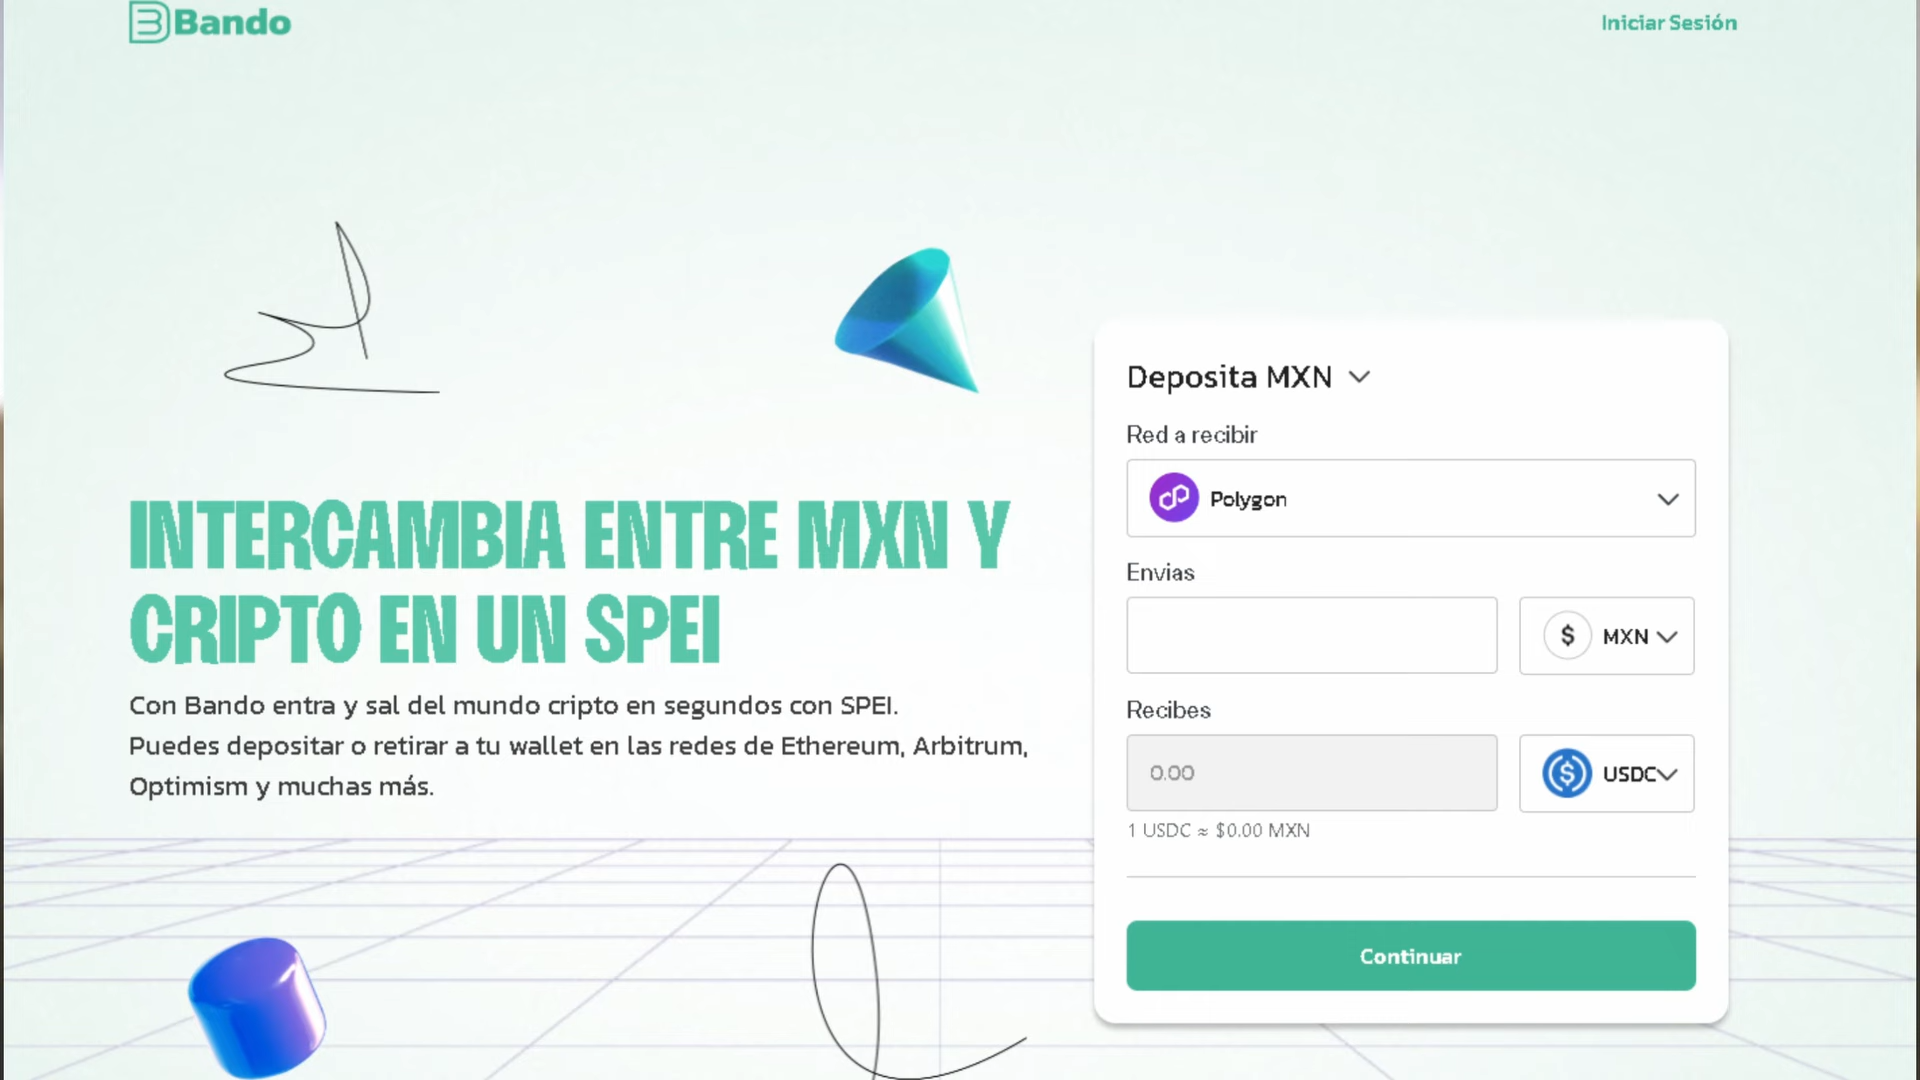 Bando
Iniciar Sesión
INTERCAMBIA ENTRE MXN Y
CRIPTO EN UN SPEI
Con Bando entra y sal del mundo cripto en segundos con SPEI.
Puedes depositar o retirar a tu wallet en las redes de Ethereum, Arbitrum,
Optimism y muchas más.
Deposita MXN
Red a recibir
Polygon
Envias
$ MXN
Recibes
0.00
$ USDC
1 USDC ≈ $0.00 MXN
Continuar